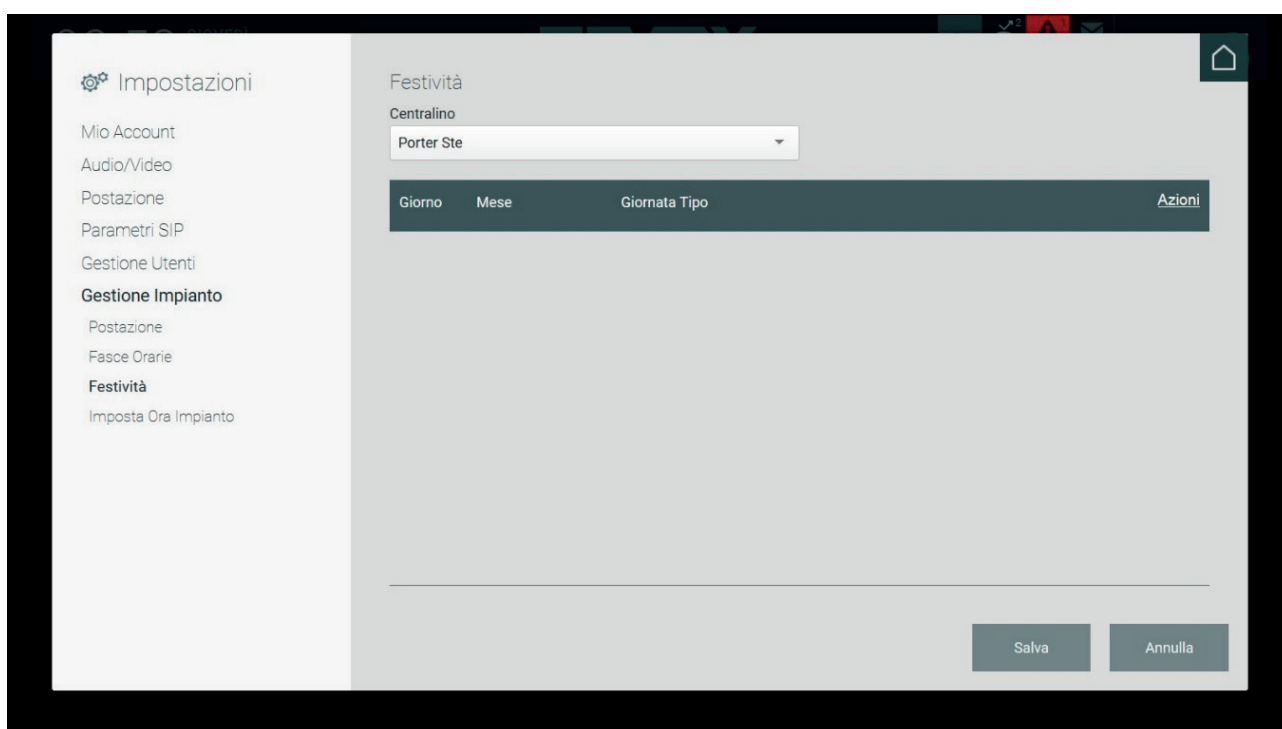 Impostazioni
Mio Account
Audio/Video
Postazione
Parametri SIP
Gestione Utenti
Gestione Impianto
Postazione
Fasce Orarie
Festività
Imposta Ora Impianto
Festività
Centralino
Porter Ste
Giorno Mese Giornata Tipo Azioni
Salva Annulla